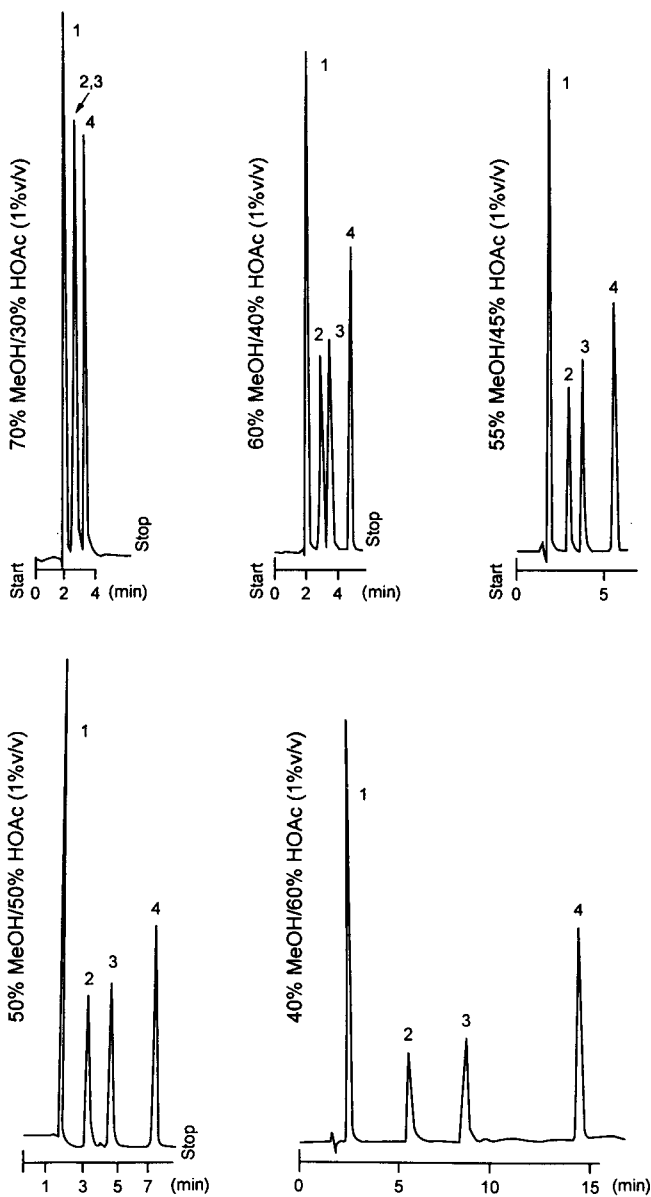 70% MeOH/30% HOAc (1%v/v)
1
2,3
4
Start
Stop
0 2 4 (min)
60% MeOH/40% HOAc (1%v/v)
1
2
3
4
Start
Stop
0 2 4 (min)
55% MeOH/45% HOAc (1%v/v)
1
2
3
4
Start
0 5
50% MeOH/50% HOAc (1%v/v)
1
2
3
4
Stop
1 3 5 7 (min)
40% MeOH/60% HOAc (1%v/v)
1
2
3
4
0 5 10 15 (min)